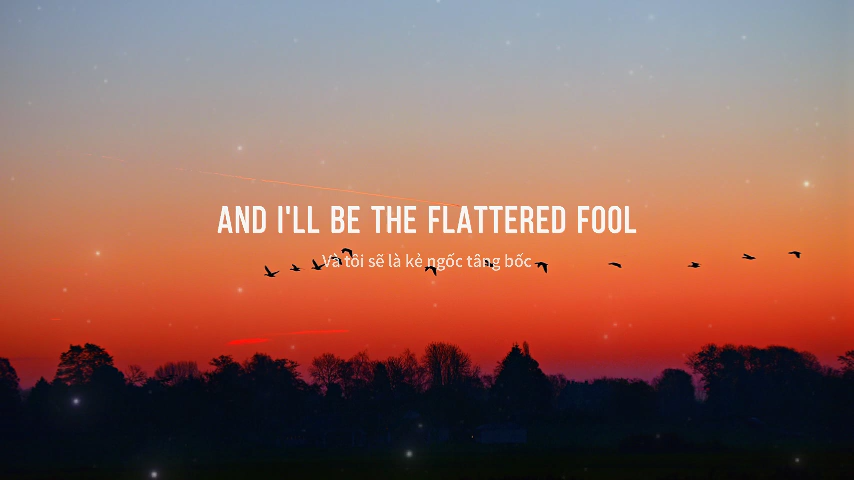 AND I'LL BE THE FLATTERED FOOL
Và tôi sẽ là kẻ ngốc tâng bốc